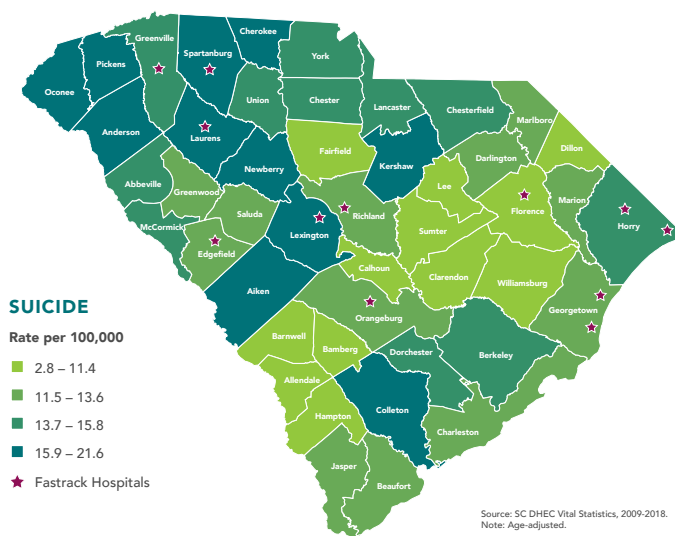 Cherokee
Greenville
York
Spartanburg
Pickens
Oconee
Union
Chester
Lancaster
Chesterfield
Marlboro
Anderson
Laurens
Fairfield
Dillon
Kershaw
Darlington
Newberry
Abbeville
Lee
Greenwood
Marion
Florence
Saluda
Richland
McCormick
Horry
Sumter
Lexington
Edgefield
Calhoun
Clarendon
Williamsburg
Aiken
Georgetown
Orangeburg
SUICIDE
Rate per 100,000
Barnwell
Bamberg
Dorchester
Berkeley
2.8 – 11.4
Allendale
11.5 – 13.6
Colleton
Hampton
13.7 – 15.8
Charleston
15.9 – 21.6
Jasper
Fastrack Hospitals
Beaufort
Source: SC DHEC Vital Statistics, 2009-2018.
Note: Age-adjusted.